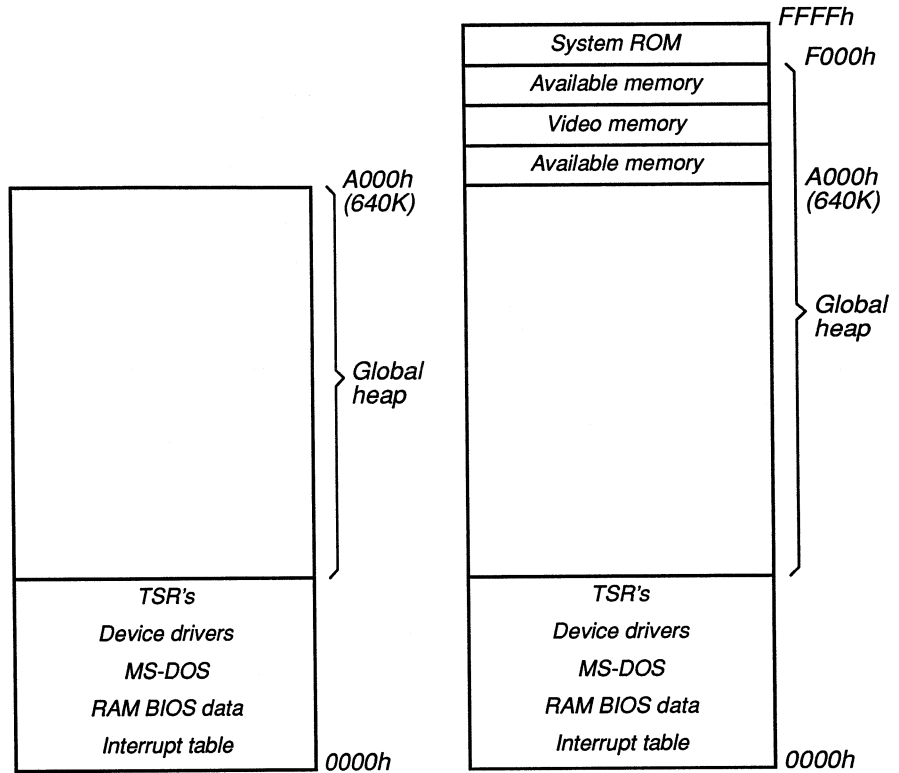 A000h
(640K)
Global
heap
TSR's
Device drivers
MS-DOS
RAM BIOS data
Interrupt table
0000h
FFFFh
System ROM
F000h
Available memory
Video memory
Available memory
A000h
(640K)
Global
heap
TSR's
Device drivers
MS-DOS
RAM BIOS data
Interrupt table
0000h